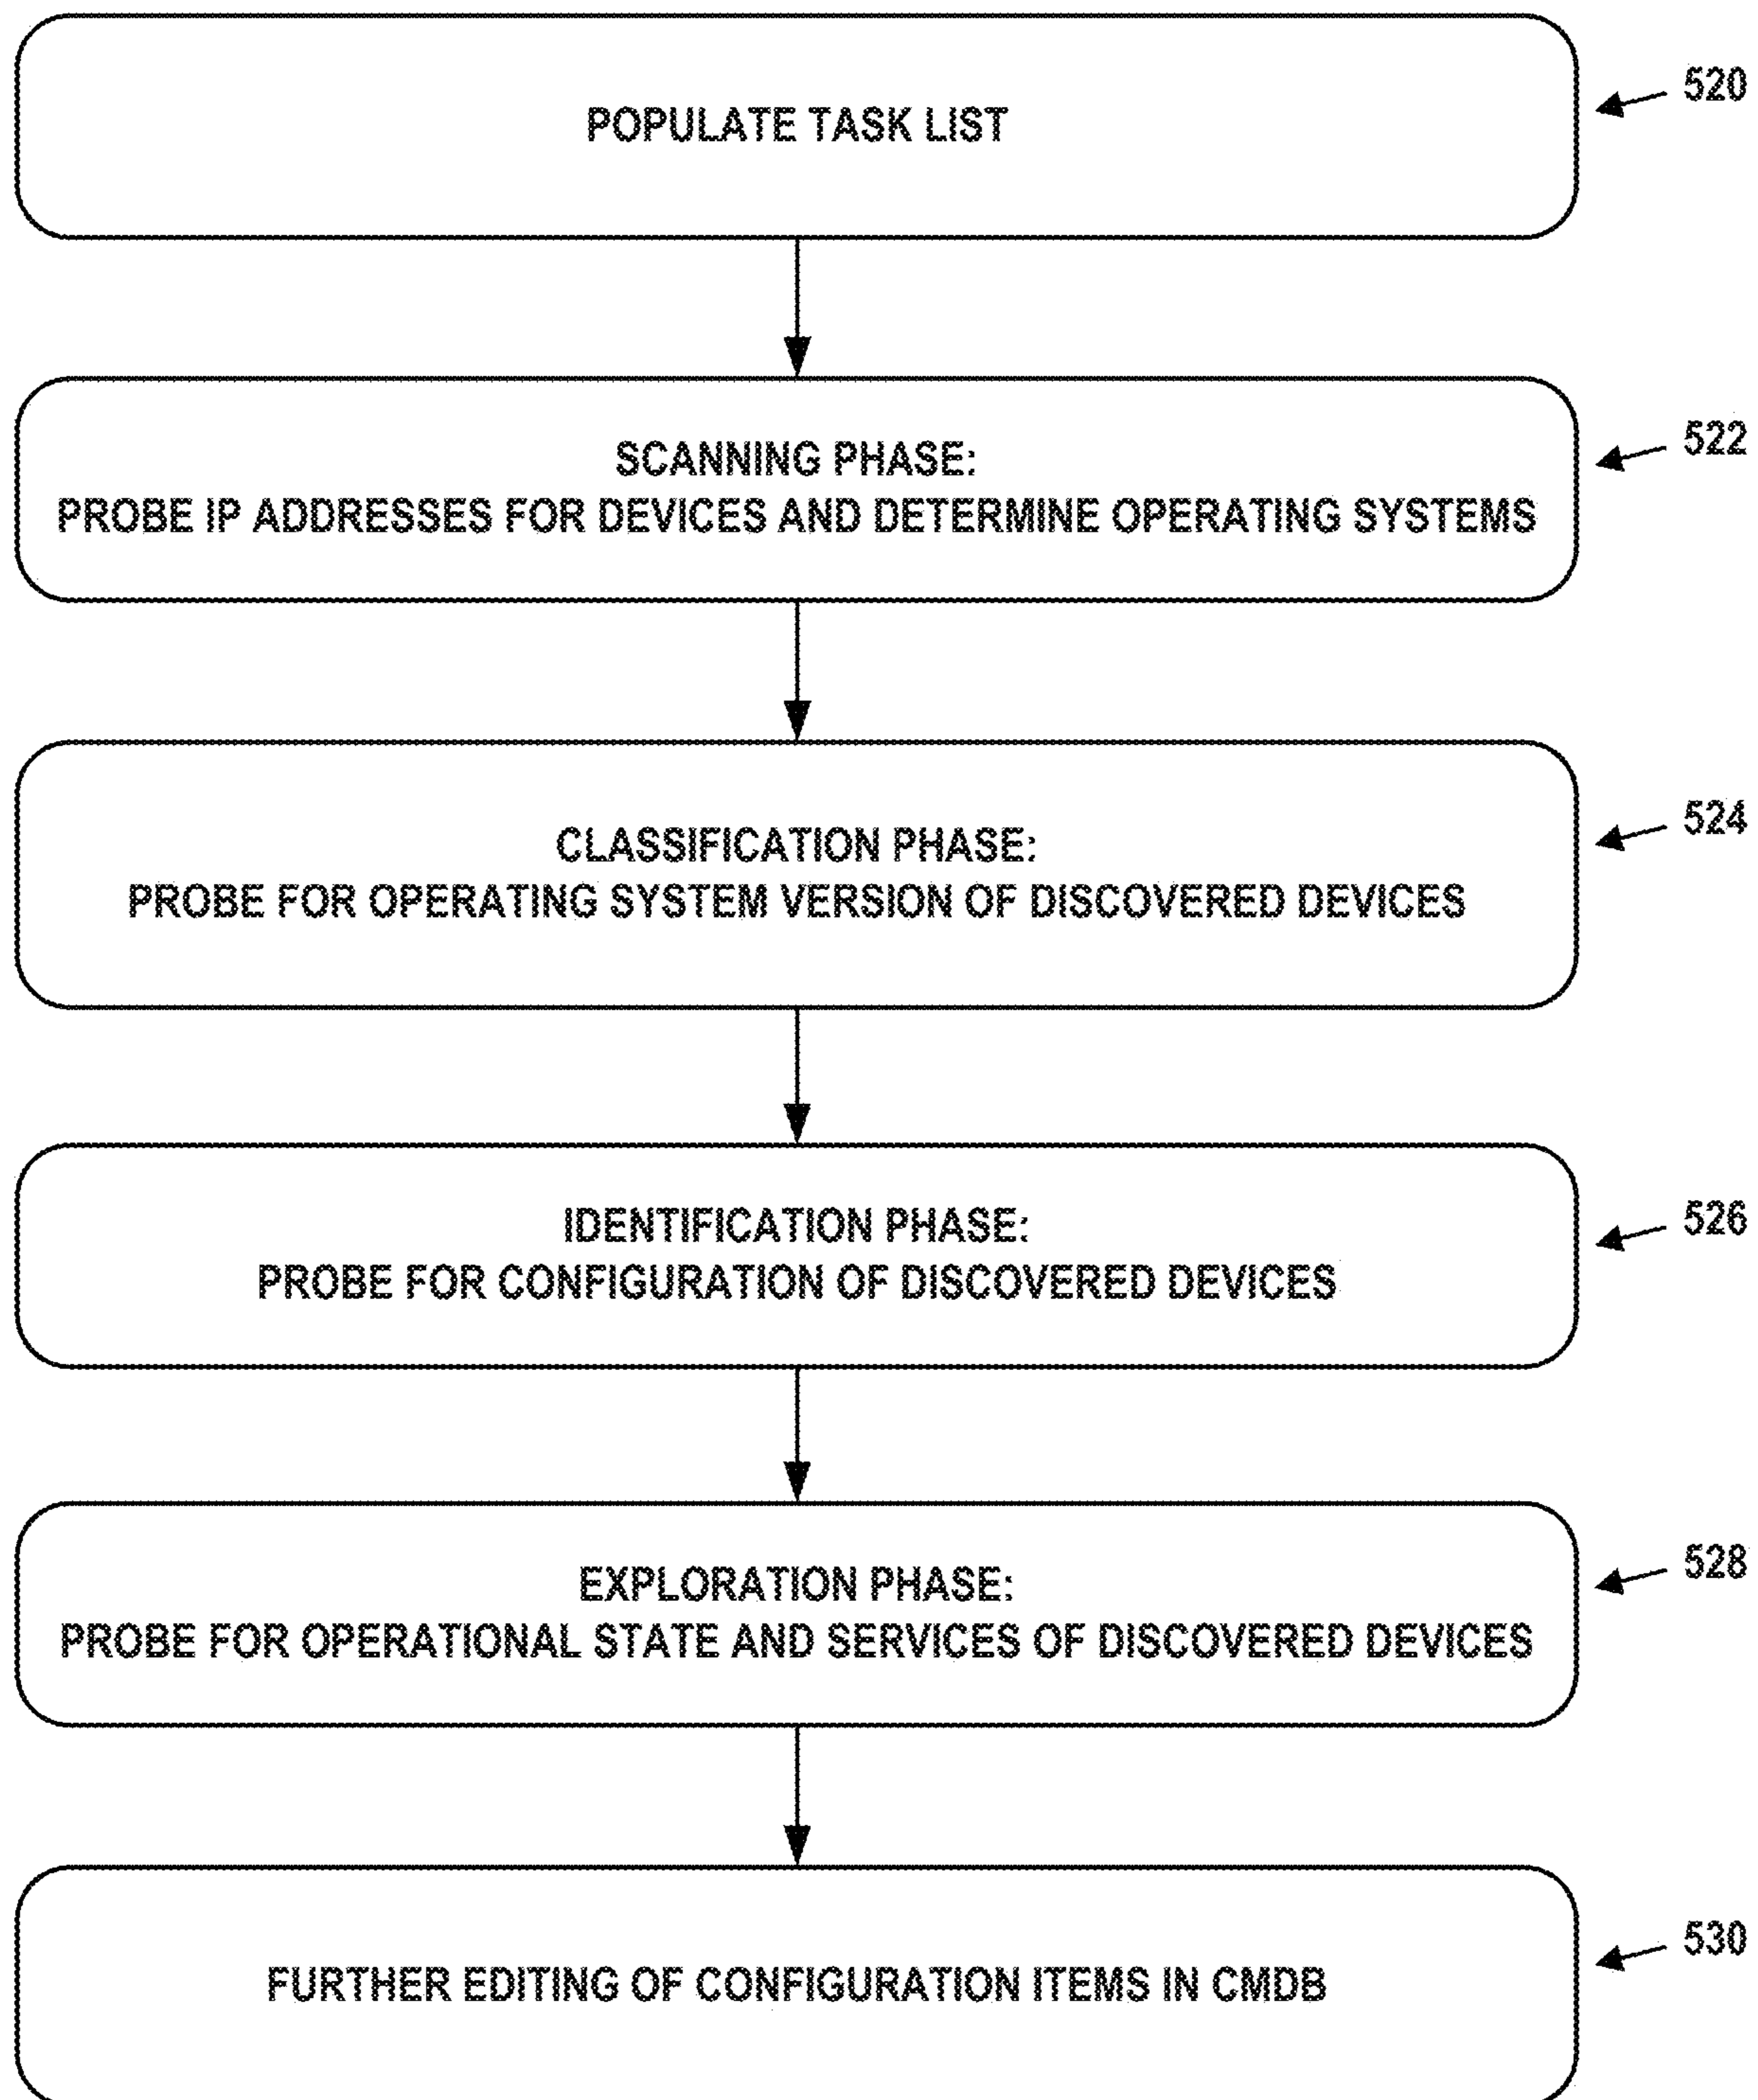 POPULATE TASK LIST
520
SCANNING PHASE:
PROBE IP ADDRESSES FOR DEVICES AND DETERMINE OPERATING SYSTEMS
522
CLASSIFICATION PHASE:
PROBE FOR OPERATING SYSTEM VERSION OF DISCOVERED DEVICES
524
IDENTIFICATION PHASE:
PROBE FOR CONFIGURATION OF DISCOVERED DEVICES
526
EXPLORATION PHASE:
PROBE FOR OPERATIONAL STATE AND SERVICES OF DISCOVERED DEVICES
528
FURTHER EDITING OF CONFIGURATION ITEMS IN CMDB
530